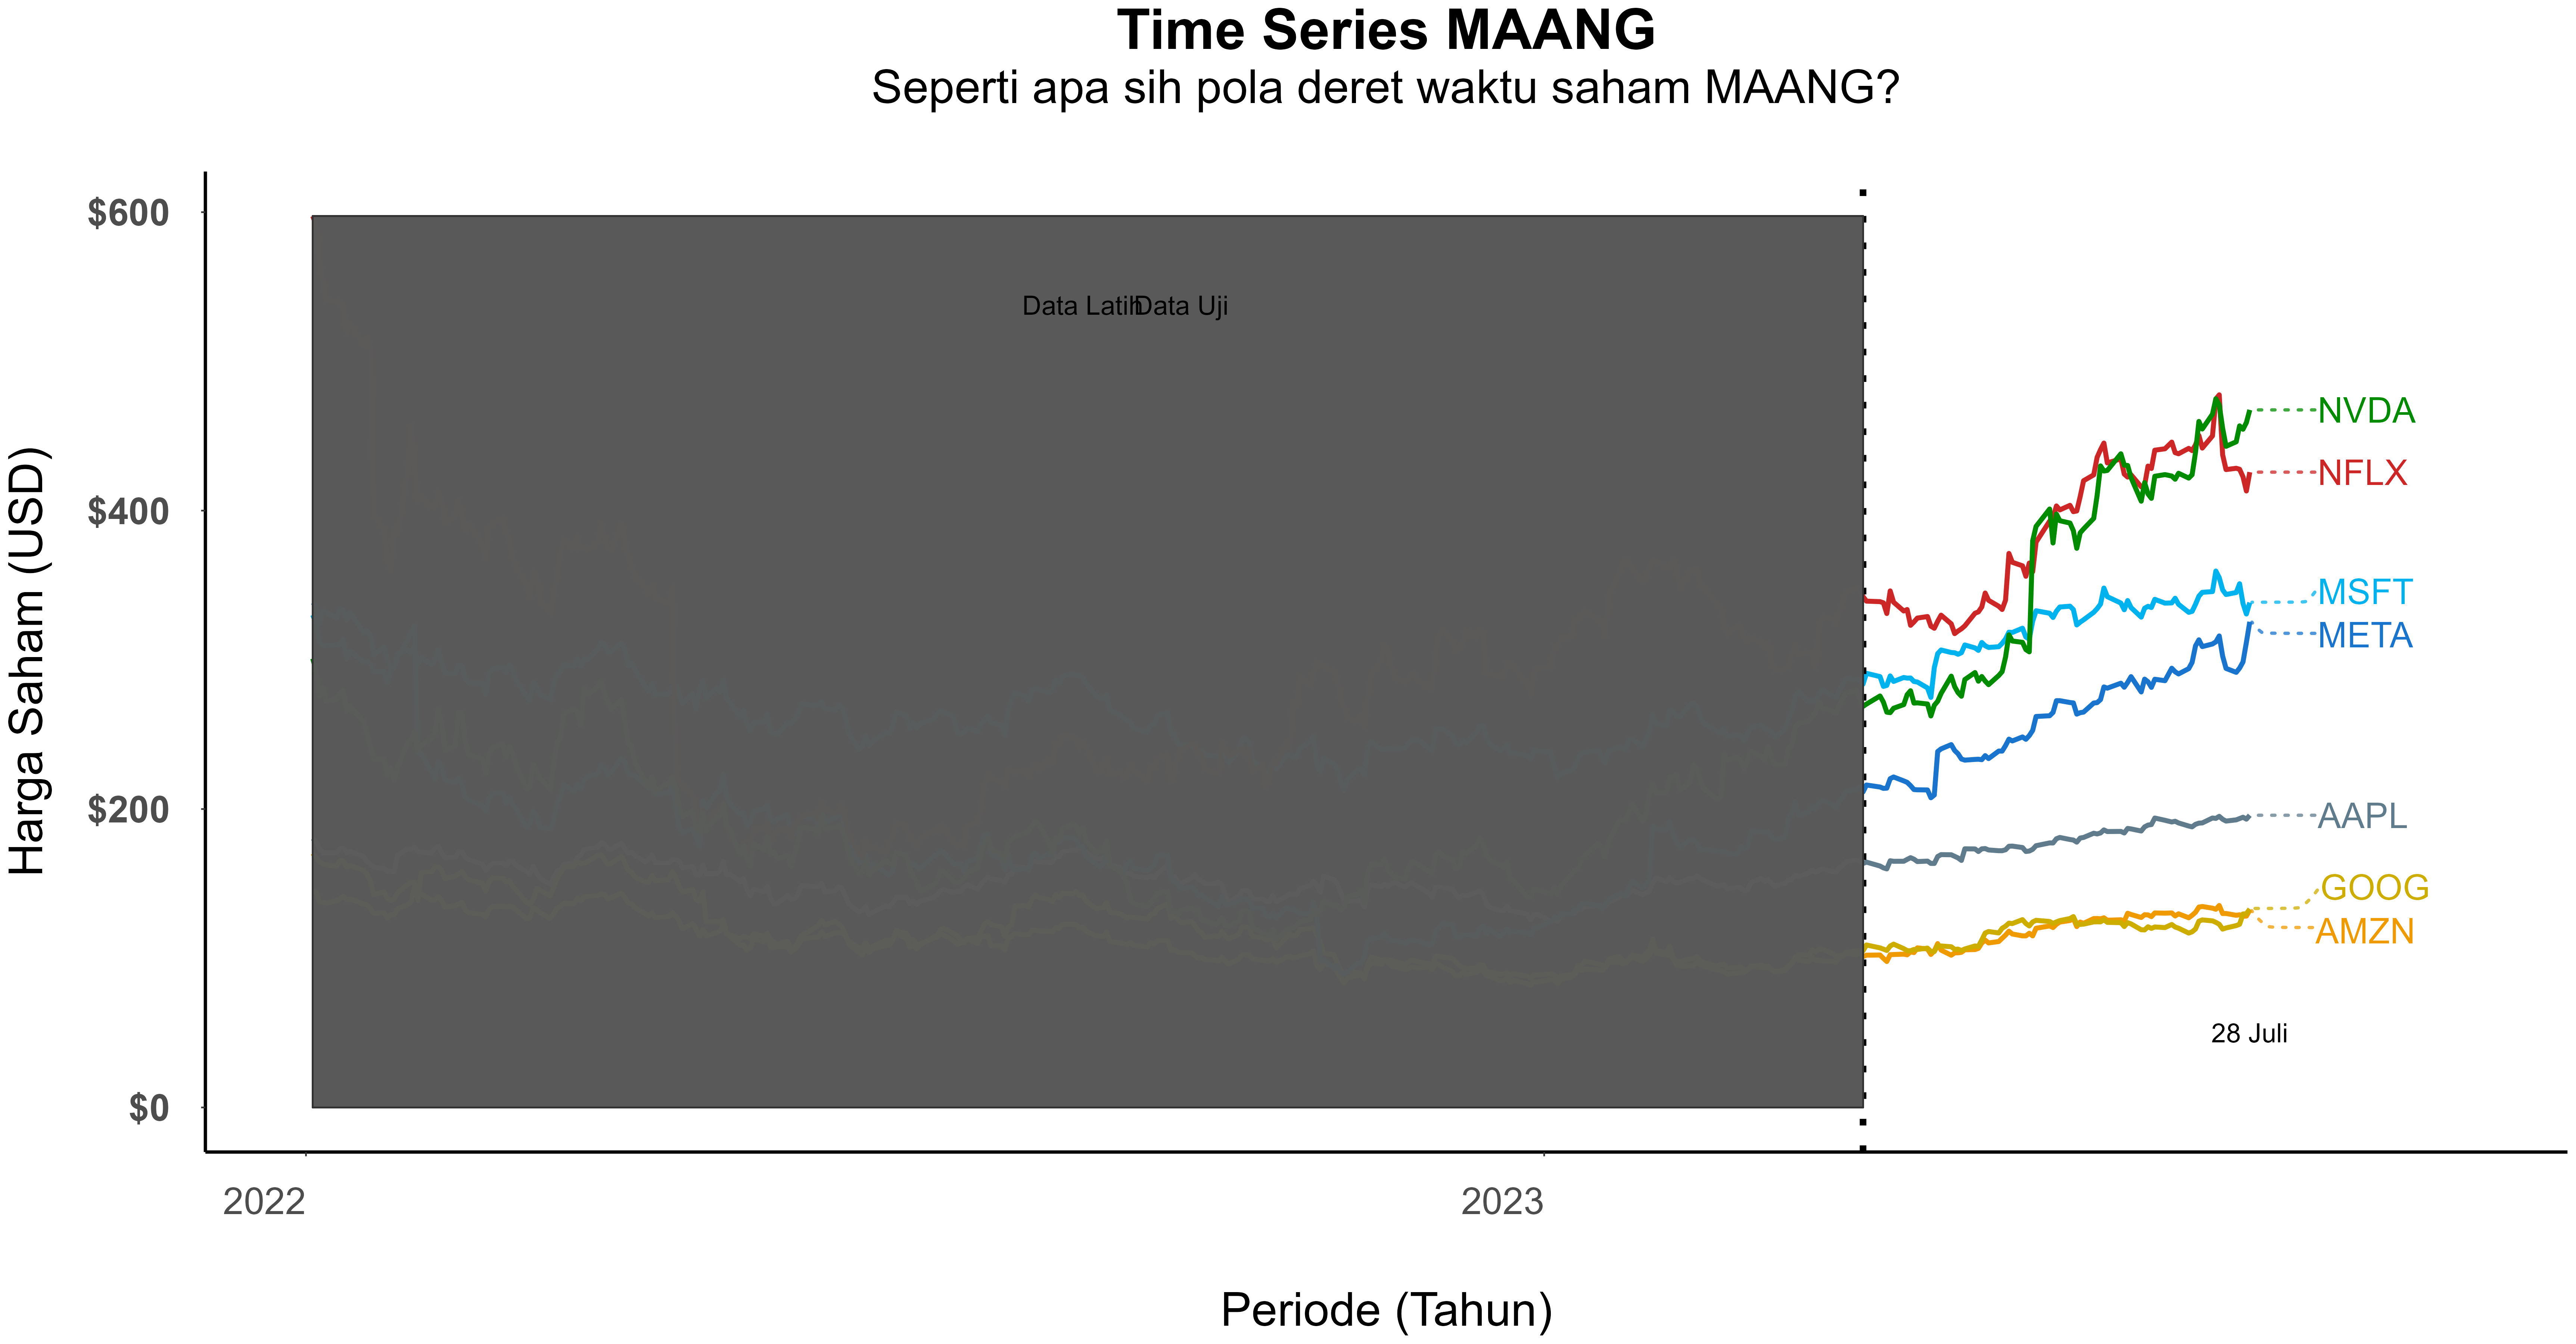 Time Series MAANG
Seperti apa sih pola deret waktu saham MAANG?
Harga Saham (USD)
$600
$400
$200
$0
Data Latih
Data Uji
NVDA
NFLX
MSFT
META
AAPL
GOOG
AMZN
28 Juli
2022
2023
Periode (Tahun)